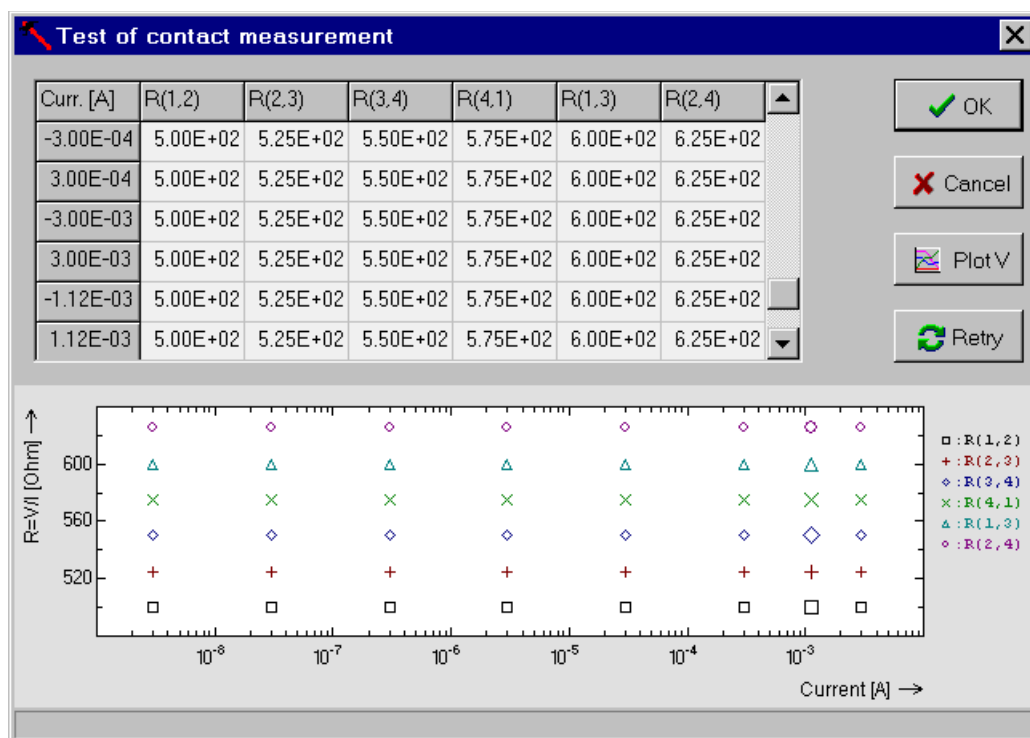 Test of contact measurement
Curr. [A] R(1,2) R(2,3) R(3,4) R(4,1) R(1,3) R(2,4)
-3.00E-04 5.00E+02 5.25E+02 5.50E+02 5.75E+02 6.00E+02 6.25E+02
3.00E-04 5.00E+02 5.25E+02 5.50E+02 5.75E+02 6.00E+02 6.25E+02
-3.00E-03 5.00E+02 5.25E+02 5.50E+02 5.75E+02 6.00E+02 6.25E+02
3.00E-03 5.00E+02 5.25E+02 5.50E+02 5.75E+02 6.00E+02 6.25E+02
-1.12E-03 5.00E+02 5.25E+02 5.50E+02 5.75E+02 6.00E+02 6.25E+02
1.12E-03 5.00E+02 5.25E+02 5.50E+02 5.75E+02 6.00E+02 6.25E+02
OK
Cancel
Plot V
Retry
R=V/I [Ohm]
600
560
520
10⁻⁸ 10⁻⁷ 10⁻⁶ 10⁻⁵ 10⁻⁴ 10⁻³
Current [A]
:R(1,2)
:R(2,3)
:R(3,4)
:R(4,1)
:R(1,3)
:R(2,4)